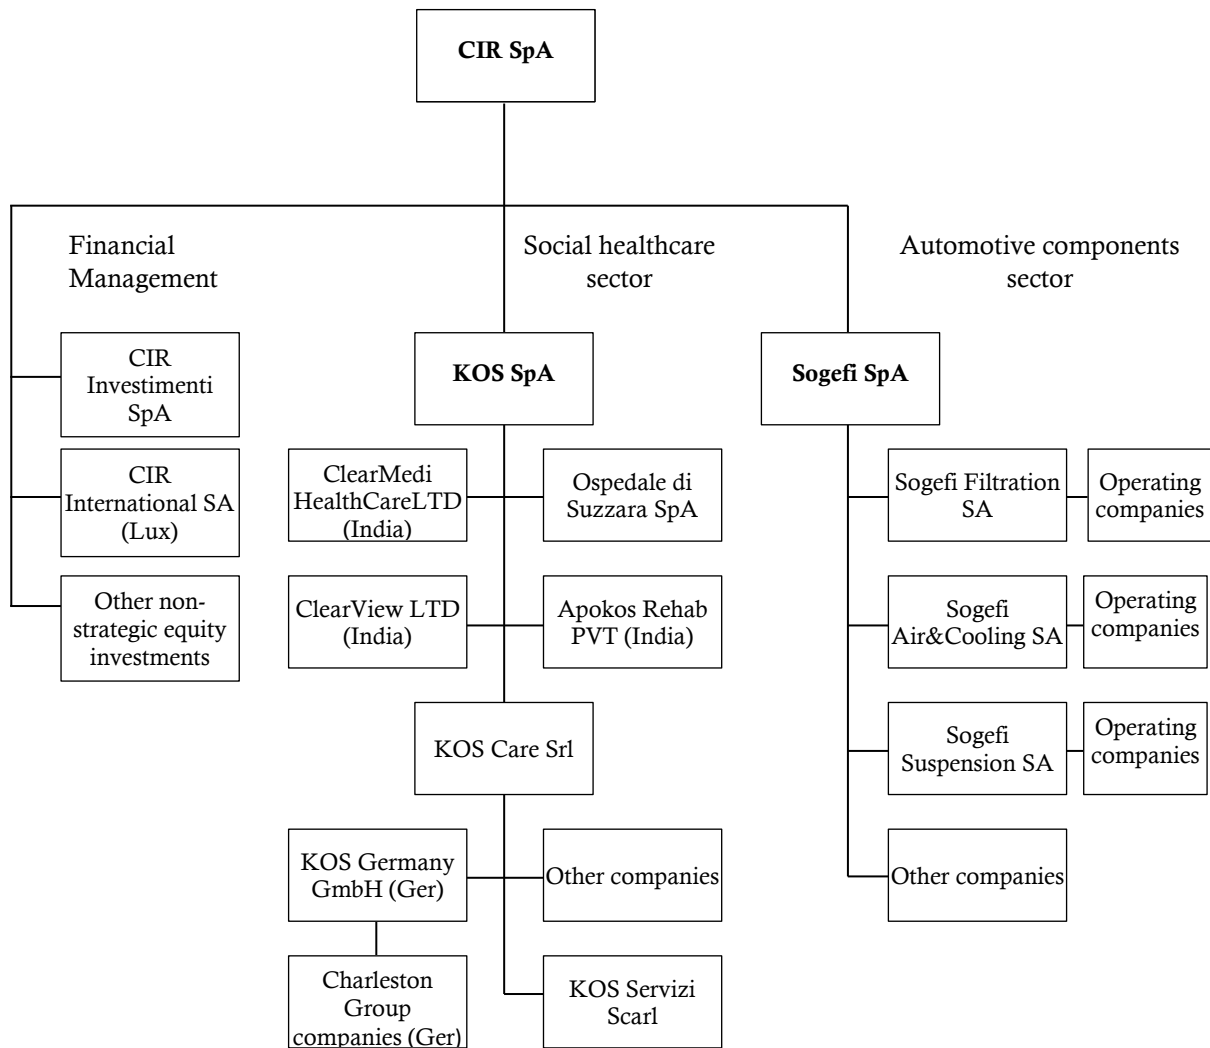 CIR SpA
Financial
Management
Social healthcare
sector
Automotive components
sector
CIR
Investimenti
SpA
KOS SpA
Sogefi SpA
CIR
International SA
(Lux)
ClearMedi
HealthCareLTD
(India)
Ospedale di
Suzzara SpA
Sogefi Filtration
SA
Operating
companies
Other non-
strategic equity
investments
ClearView LTD
(India)
Apokos Rehab
PVT (India)
Sogefi
Air&Cooling SA
Operating
companies
KOS Care Srl
Sogefi
Suspension SA
Operating
companies
KOS Germany
GmbH (Ger)
Other companies
Other companies
Charleston
Group
companies (Ger)
KOS Servizi
Scarl